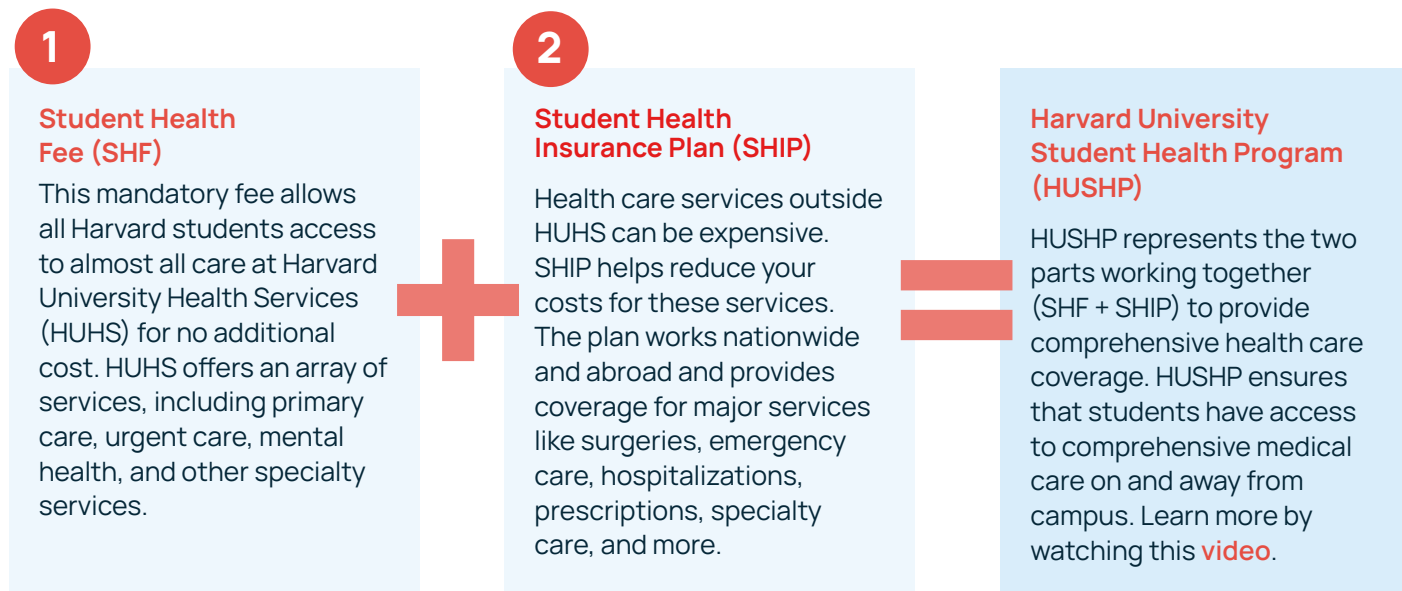 1
Student Health
Fee (SHF)
This mandatory fee allows
all Harvard students access
to almost all care at Harvard
University Health Services
(HUHS) for no additional
cost. HUHS offers an array of
services, including primary
care, urgent care, mental
health, and other specialty
services.
2
Student Health
Insurance Plan (SHIP)
Health care services outside
HUHS can be expensive.
SHIP helps reduce your
costs for these services.
The plan works nationwide
and abroad and provides
coverage for major services
like surgeries, emergency
care, hospitalizations,
prescriptions, specialty
care, and more.
Harvard University
Student Health Program
(HUSHP)
HUSHP represents the two
parts working together
(SHF + SHIP) to provide
comprehensive health care
coverage. HUSHP ensures
that students have access
to comprehensive medical
care on and away from
campus. Learn more by
watching this video.